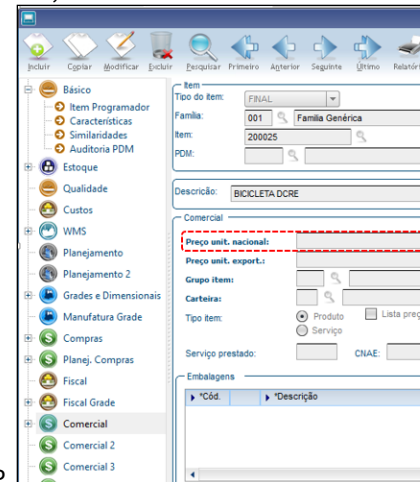 Incluir Copiar Modificar Excluir Pesquisar Primeiro Anterior Seguinte Último Relatóri
Básico
Item Programador
Características
Similaridades
Auditoria PDM
Estoque
Qualidade
Custos
WMS
Planejamento
Planejamento 2
Grades e Dimensionais
Manufatura Grade
Compras
Planej. Compras
Fiscal
Fiscal Grade
Comercial
Comercial 2
Comercial 3
Item
Tipo do item: FINAL
Família: 001 Familia Genérica
Item: 200025
PDM:
Descricão: BICICLETA DCRE
Comercial
Preço unit. nacional:
Preço unit. export.:
Grupo item:
Carteira:
Tipo item: Produto Lista preç
Serviço
Serviço prestado: CNAE:
Embalagens
*Cód. *Descrição